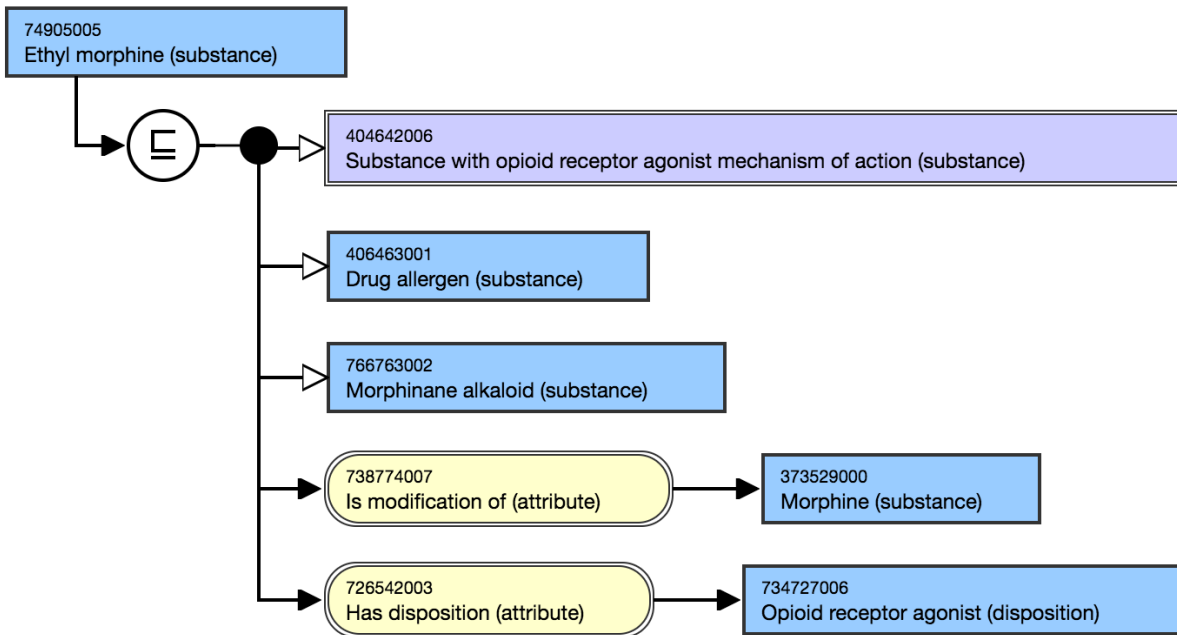 74905005
Ethyl morphine (substance)
⊑
404642006
Substance with opioid receptor agonist mechanism of action (substance)
406463001
Drug allergen (substance)
766763002
Morphinane alkaloid (substance)
738774007
Is modification of (attribute)
373529000
Morphine (substance)
726542003
Has disposition (attribute)
734727006
Opioid receptor agonist (disposition)